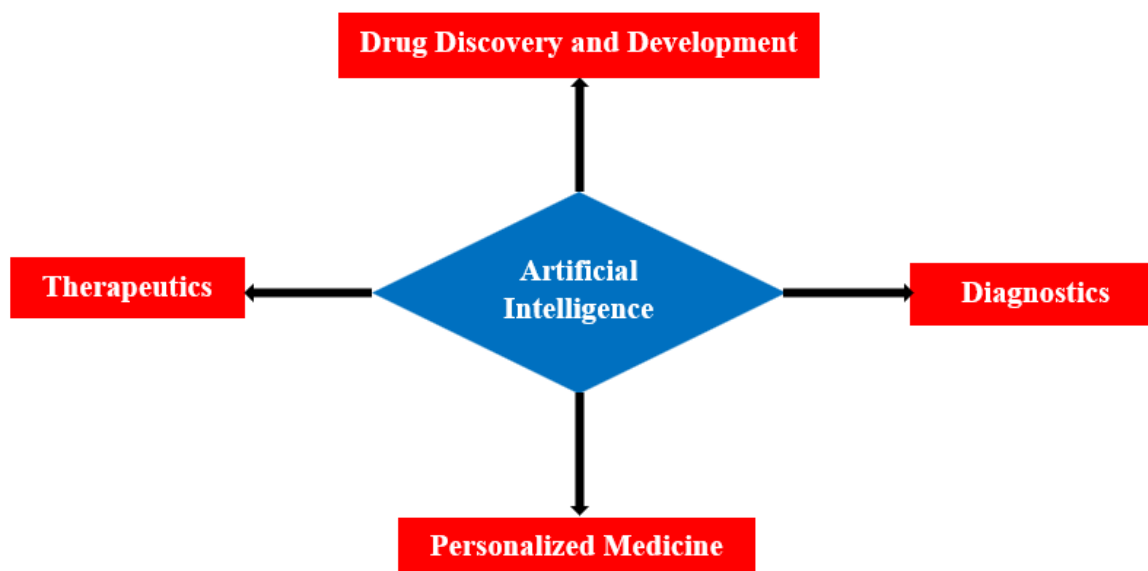 Drug Discovery and Development
Therapeutics
Artificial
Intelligence
Diagnostics
Personalized Medicine